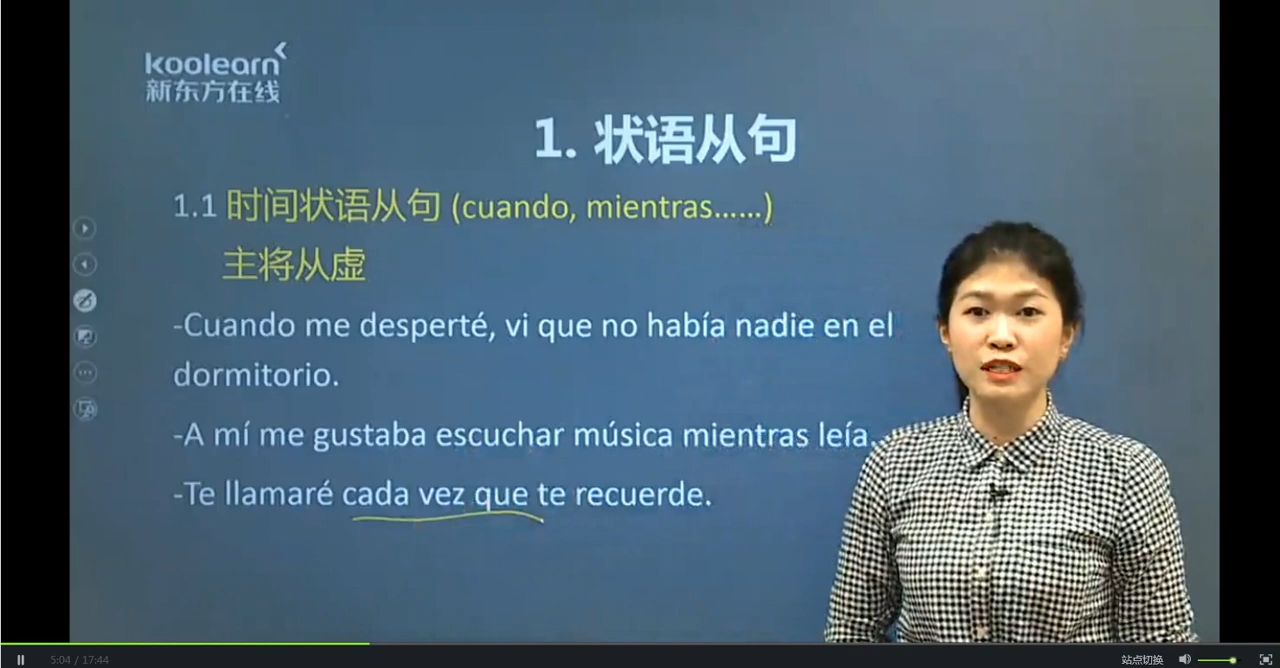 koolearn
新东方在线
1. 状语从句
1.1 时间状语从句 (cuando, mientras……)
主将从虚
-Cuando me desperté, vi que no había nadie en el
dormitorio.
-A mí me gustaba escuchar música mientras leía.
-Te llamaré cada vez que te recuerde.
5:04 / 17:44
站点切换